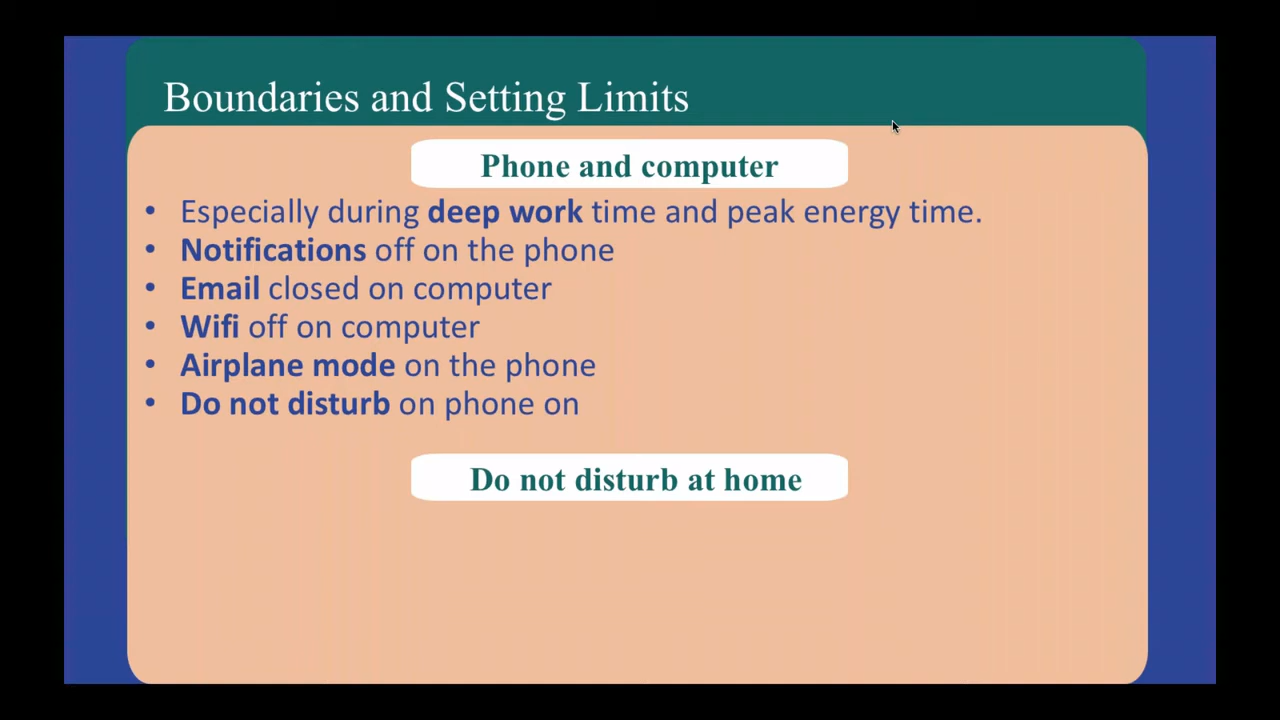 Boundaries and Setting Limits
Phone and computer
• Especially during deep work time and peak energy time.
• Notifications off on the phone
• Email closed on computer
• Wifi off on computer
• Airplane mode on the phone
• Do not disturb on phone on
Do not disturb at home